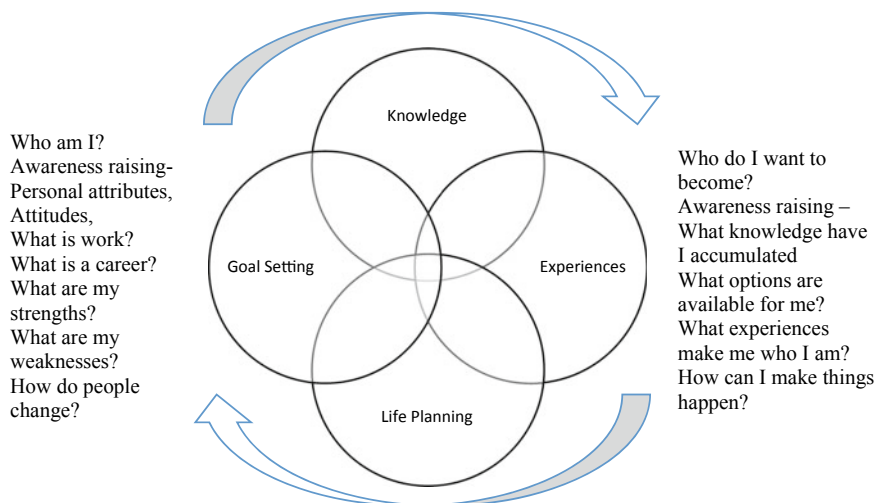 Knowledge
Who am I?
Awareness raising-
Personal attributes,
Attitudes,
What is work?
What is a career?
What are my
strengths?
What are my
weaknesses?
How do people
change?
Goal Setting
Experiences
Life Planning
Who do I want to
become?
Awareness raising –
What knowledge have
I accumulated
What options are
available for me?
What experiences
make me who I am?
How can I make things
happen?